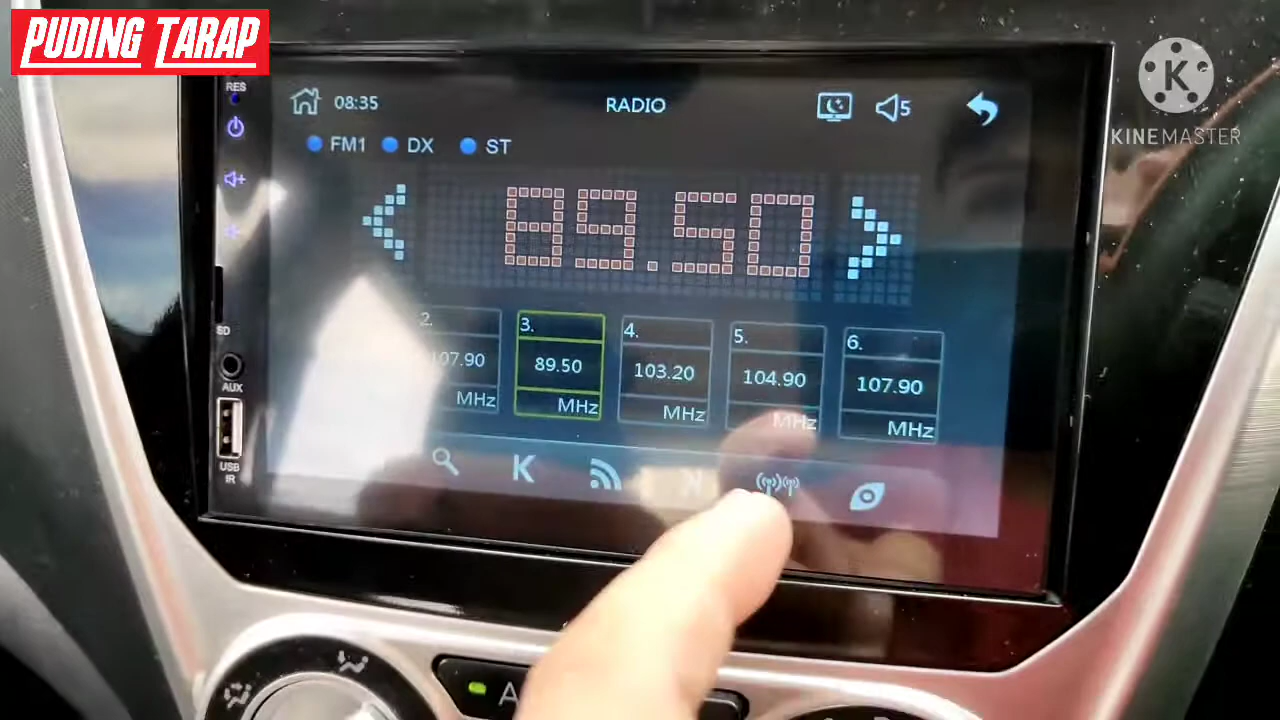 PUDING TARAP
KINEMASTER
RES
08:35
RADIO
5
FM1 DX ST
89.50
2.
107.90
MHz
3.
89.50
MHz
4.
103.20
MHz
5.
104.90
MHz
6.
107.90
MHz
SD
AUX
USB
IR
A